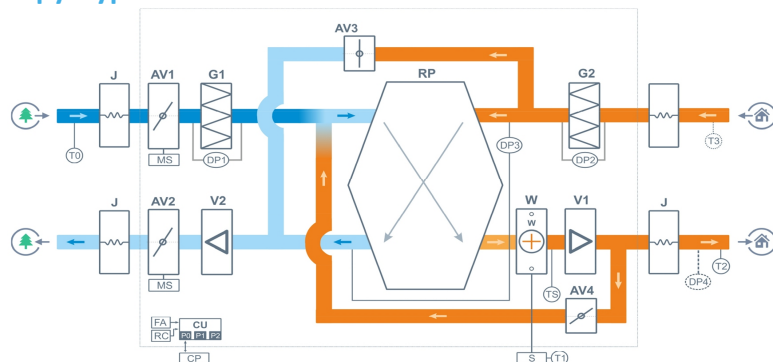 AV3
J AV1 G1 RP G2
T0 MS DP1 DP3 DP2 T3
J AV2 V2 W V1 J
W
MS TS DP4 T2
AV4
FA CU
RC P0 P1 P2
CP S T1